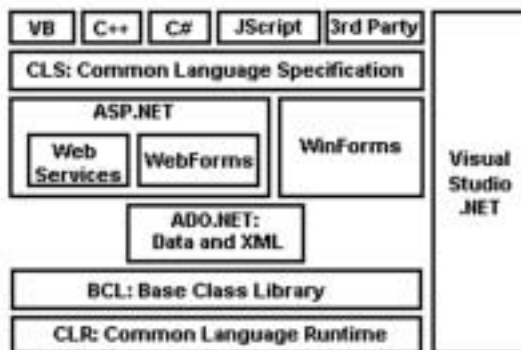 VB C++ C# JScript 3rd Party
CLS: Common Language Specification
ASP.NET
Web
Services
WebForms
WinForms
Visual
Studio
.NET
ADO.NET:
Data and XML
BCL: Base Class Library
CLR: Common Language Runtime